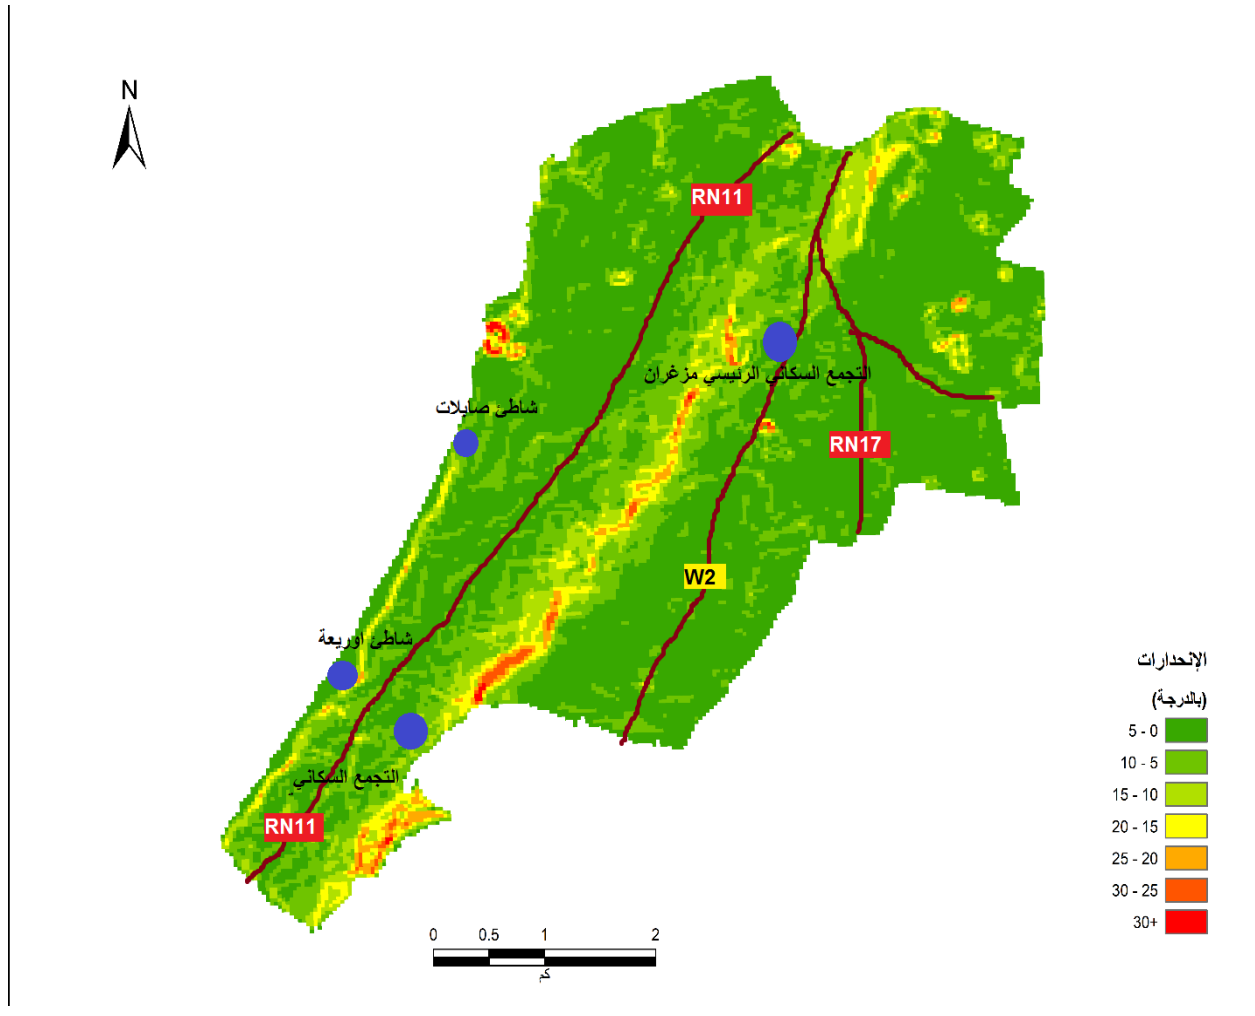 N
RN11
التجمع السكاني الرئيسي مزغران
شاطئ صابلات
RN17
W2
شاطئ اوريعة
التجمع السكاني
RN11
الإنحدارات
(بالدرجة)
5 - 0
10 - 5
15 - 10
20 - 15
25 - 20
30 - 25
30+
0 0.5 1 2
كم